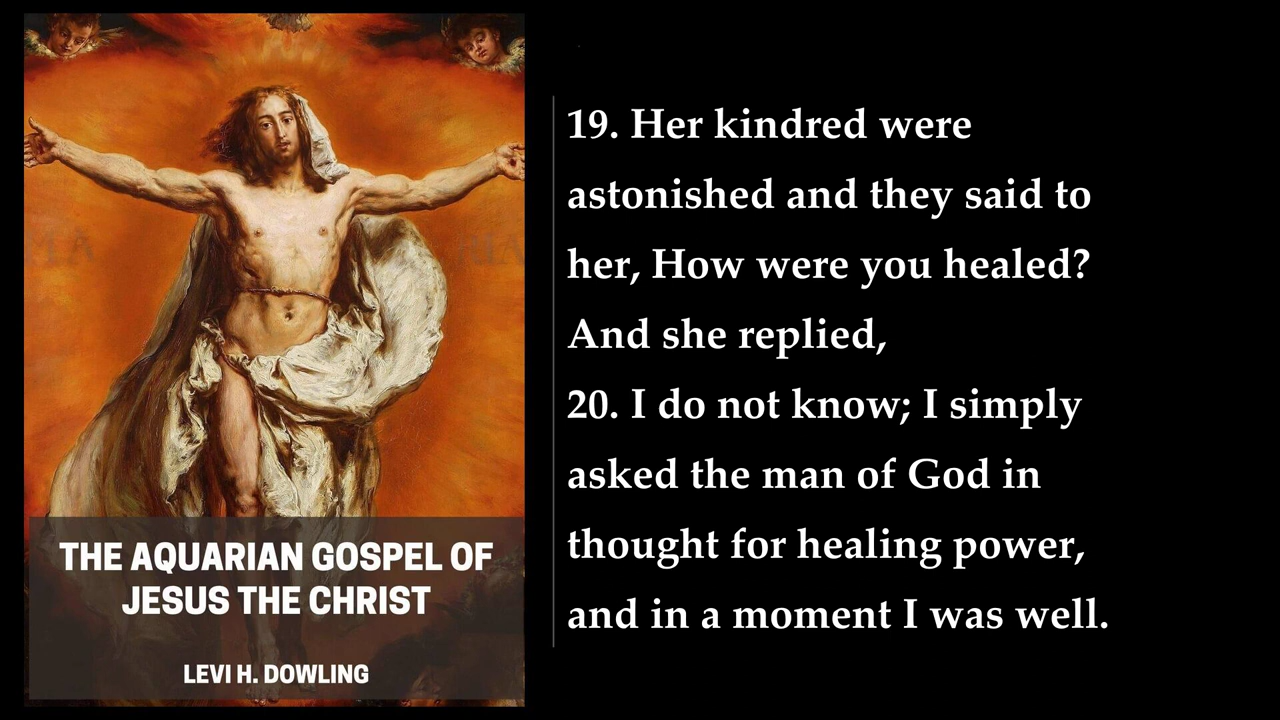 THE AQUARIAN GOSPEL OF
JESUS THE CHRIST
LEVI H. DOWLING
19. Her kindred were
astonished and they said to
her, How were you healed?
And she replied,
20. I do not know; I simply
asked the man of God in
thought for healing power,
and in a moment I was well.